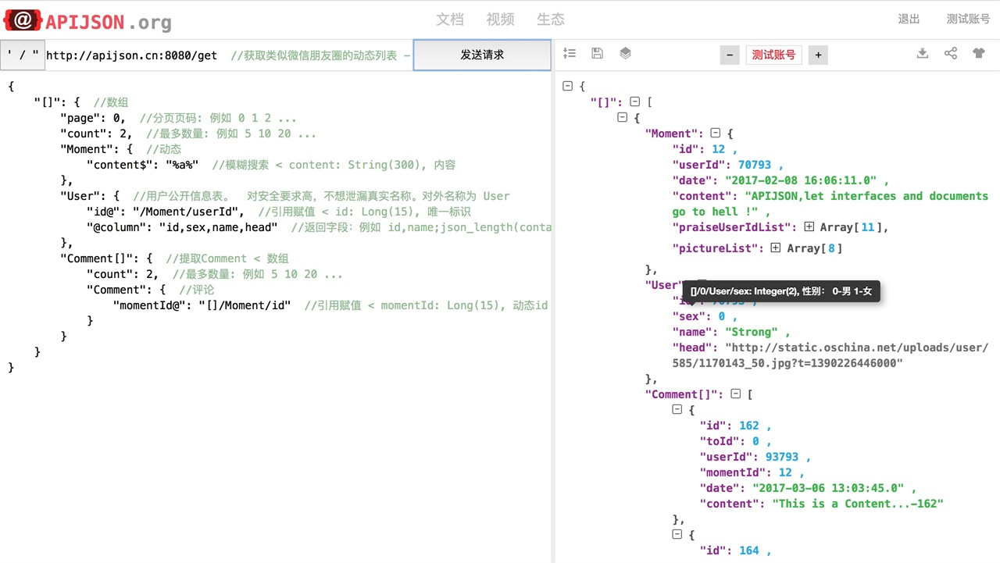 @ APIJSON.org
文档 视频 生态
退出 测试账号
' / " http://apijson.cn:8080/get //获取类似微信朋友圈的动态列表 –
发送请求
{
"[]": { //数组
"page": 0, //分页页码: 例如 0 1 2 ...
"count": 2, //最多数量: 例如 5 10 20 ...
"Moment": { //动态
"content$": "%a%" //模糊搜索 < content: String(300), 内容
},
"User": { //用户公开信息表。 对安全要求高，不想泄漏真实名称。对外名称为 User
"id@": "/Moment/userId", //引用赋值 < id: Long(15), 唯一标识
"@column": "id,sex,name,head" //返回字段: 例如 id,name;json_length(conta
},
"Comment[]": { //提取Comment < 数组
"count": 2, //最多数量: 例如 5 10 20 ...
"Comment": { //评论
"momentId@": "[]/Moment/id" //引用赋值 < momentId: Long(15), 动态id
}
}
}
}
– 测试账号 +
{
"[]": [
{
"Moment": {
"id": 12 ,
"userId": 70793 ,
"date": "2017-02-08 16:06:11.0" ,
"content": "APIJSON,let interfaces and documents
go to hell !" ,
"praiseUserIdList": Array[11],
"pictureList": Array[8]
},
"User"
[]/0/User/sex: Integer(2), 性别： 0-男 1-女
"sex": 0 ,
"name": "Strong" ,
"head": "http://static.oschina.net/uploads/user/
585/1170143_50.jpg?t=1390226446000"
},
"Comment[]": [
{
"id": 162 ,
"toId": 0 ,
"userId": 93793 ,
"momentId": 12 ,
"date": "2017-03-06 13:03:45.0" ,
"content": "This is a Content...-162"
},
{
"id": 164 ,